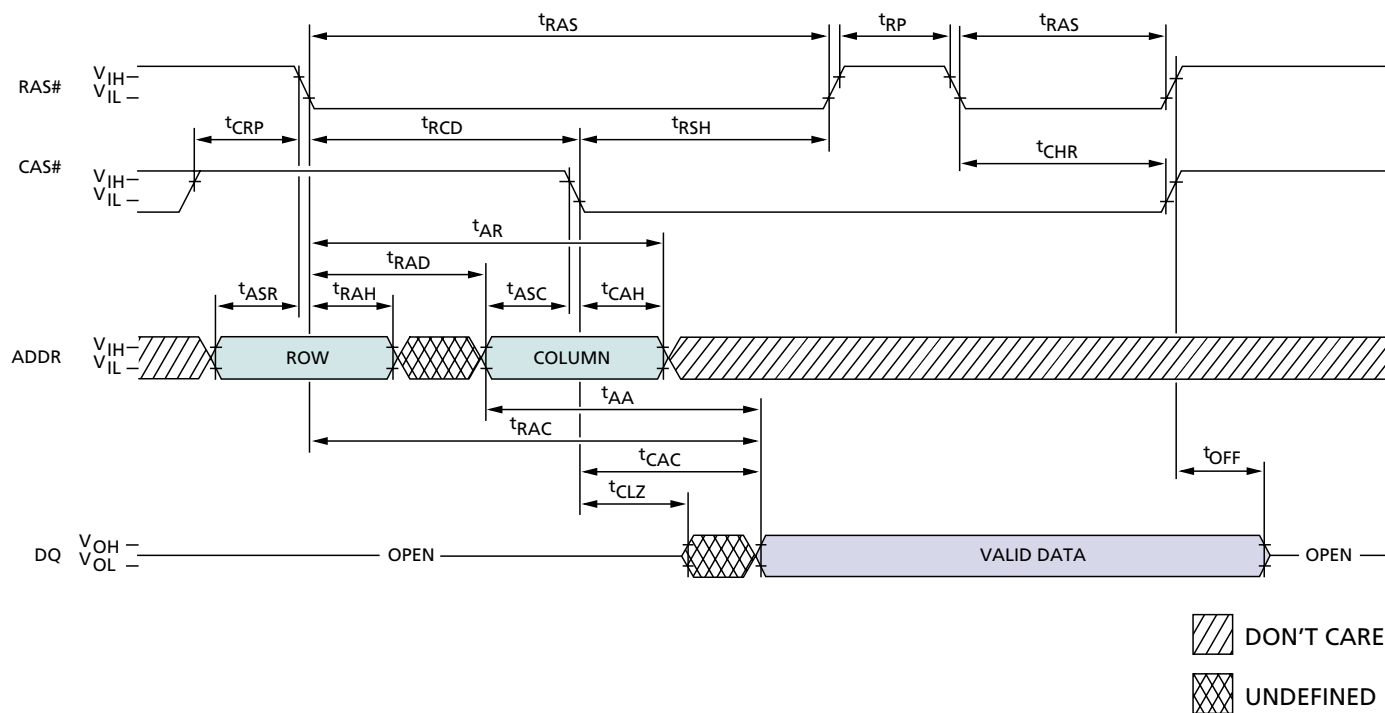 tRAS tRP tRAS
RAS# VIH
VIL
tCRP tRCD tRSH
CAS# VIH
VIL
tCHR
tAR
tRAD
tASR tRAH tASC tCAH
ADDR VIH
VIL
ROW COLUMN
tAA
tRAC
tCAC tOFF
tCLZ
DQ VOH
VOL
OPEN VALID DATA OPEN
DON'T CARE
UNDEFINED